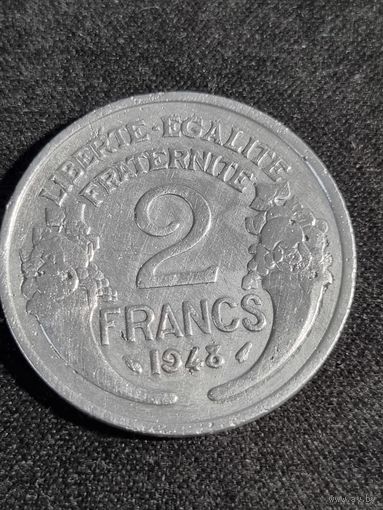 LIBERTE · EGALITE
FRATERNITE
2
FRANCS
1948